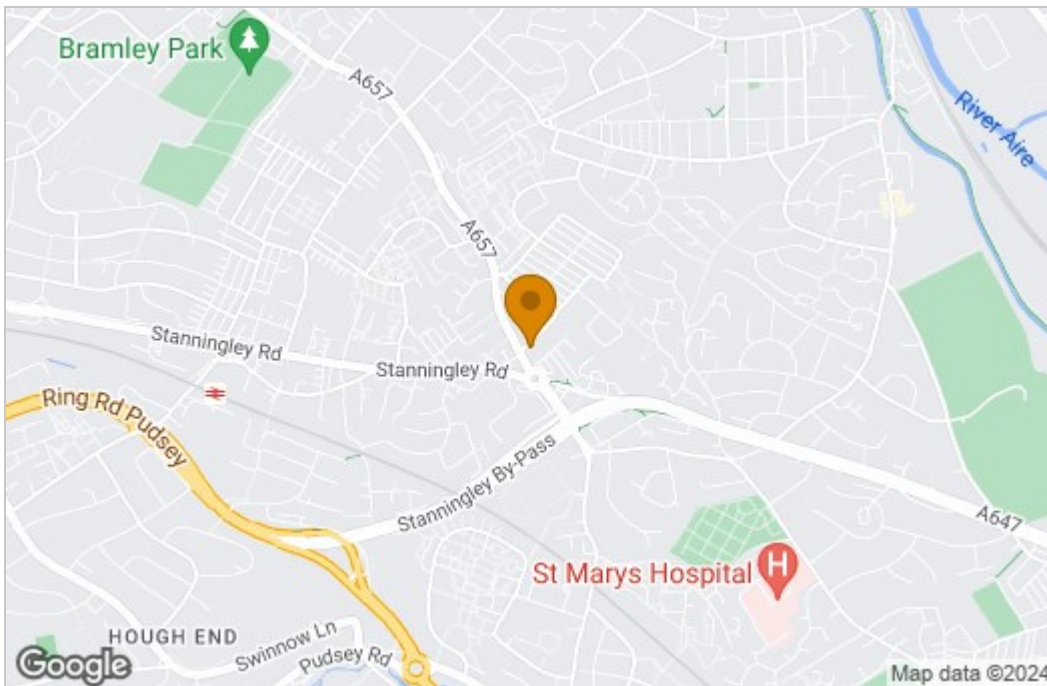 Bramley Park
A657
River Aire
A657
Stanningley Rd
Stanningley Rd
Ring Rd Pudsey
Stanningley By-Pass
A647
H
St Marys Hospital
HOUGH END
Swinnow Ln
Pudsey Rd
Google
Map data ©2024